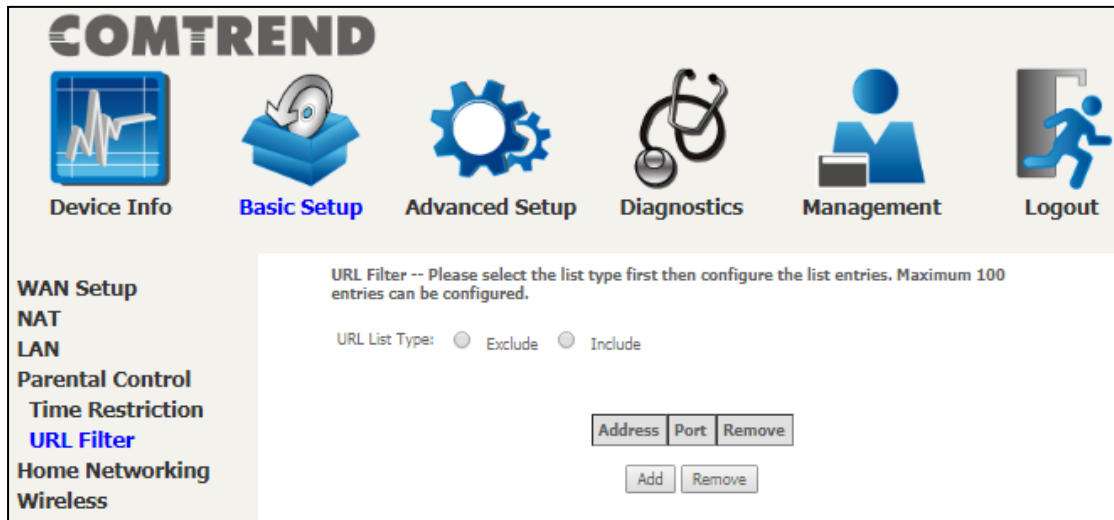 COMTREND
Device Info
Basic Setup
Advanced Setup
Diagnostics
Management
Logout
WAN Setup
NAT
LAN
Parental Control
Time Restriction
URL Filter
Home Networking
Wireless
URL Filter -- Please select the list type first then configure the list entries. Maximum 100
entries can be configured.
URL List Type: Exclude Include
Address Port Remove
Add Remove